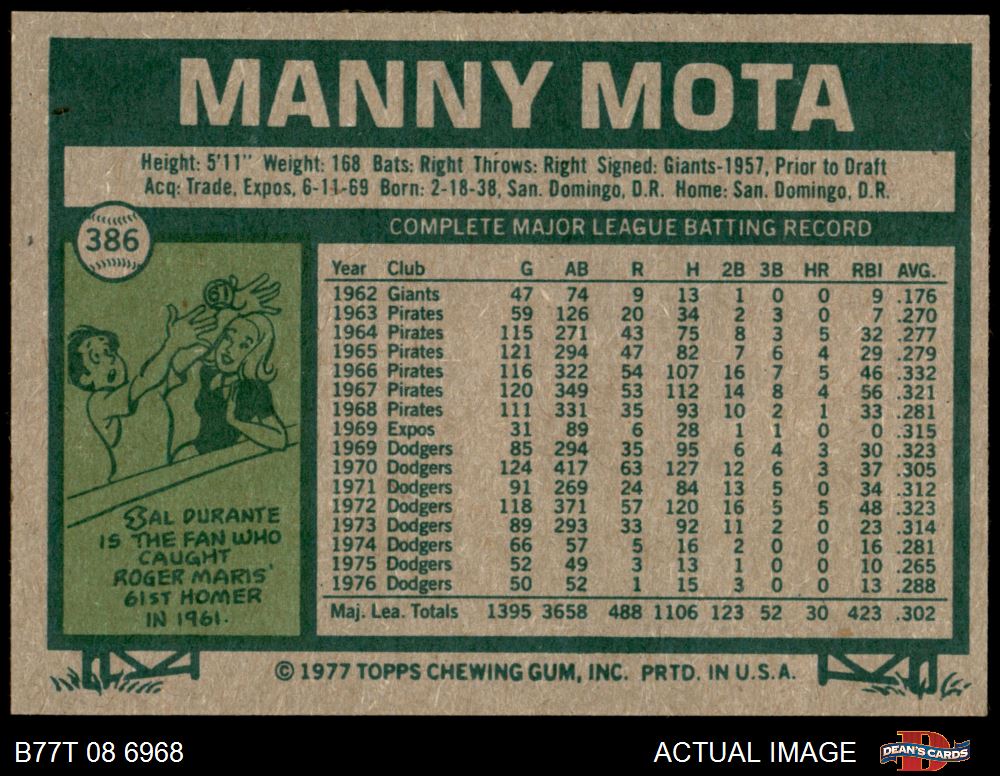 MANNY MOTA
Height: 5'11" Weight: 168 Bats: Right Throws: Right Signed: Giants-1957, Prior to Draft
Acq: Trade, Expos, 6-11-69 Born: 2-18-38, San. Domingo, D.R. Home: San. Domingo, D.R.
386
COMPLETE MAJOR LEAGUE BATTING RECORD
Year Club G AB R H 2B 3B HR RBI AVG.
1962 Giants 47 74 9 13 1 0 0 9 .176
1963 Pirates 59 126 20 34 2 3 0 7 .270
1964 Pirates 115 271 43 75 8 3 5 32 .277
1965 Pirates 121 294 47 82 7 6 4 29 .279
1966 Pirates 116 322 54 107 16 7 5 46 .332
1967 Pirates 120 349 53 112 14 8 4 56 .321
1968 Pirates 111 331 35 93 10 2 1 33 .281
1969 Expos 31 89 6 28 1 1 0 0 .315
1969 Dodgers 85 294 35 95 6 4 3 30 .323
1970 Dodgers 124 417 63 127 12 6 3 37 .305
1971 Dodgers 91 269 24 84 13 5 0 34 .312
1972 Dodgers 118 371 57 120 16 5 5 48 .323
1973 Dodgers 89 293 33 92 11 2 0 23 .314
1974 Dodgers 66 57 5 16 2 0 0 16 .281
1975 Dodgers 52 49 3 13 1 0 0 10 .265
1976 Dodgers 50 52 1 15 3 0 0 13 .288
Maj. Lea. Totals 1395 3658 488 1106 123 52 30 423 .302
SAL DURANTE
IS THE FAN WHO
CAUGHT
ROGER MARIS'
61ST HOMER
IN 1961.
© 1977 TOPPS CHEWING GUM, INC. PRTD. IN U.S.A.
B77T 08 6968
ACTUAL IMAGE
DEAN'S CARDS